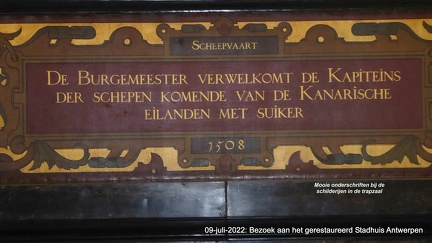 Scheepvaart
De Burgemeester verwelkomt de Kapiteins
der schepen komende van de Kanarische
eilanden met suiker
1508
Mooie onderschriften bij de
schilderijen in de trapzaal
09-juli-2022: Bezoek aan het gerestaureerd Stadhuis Antwerpen